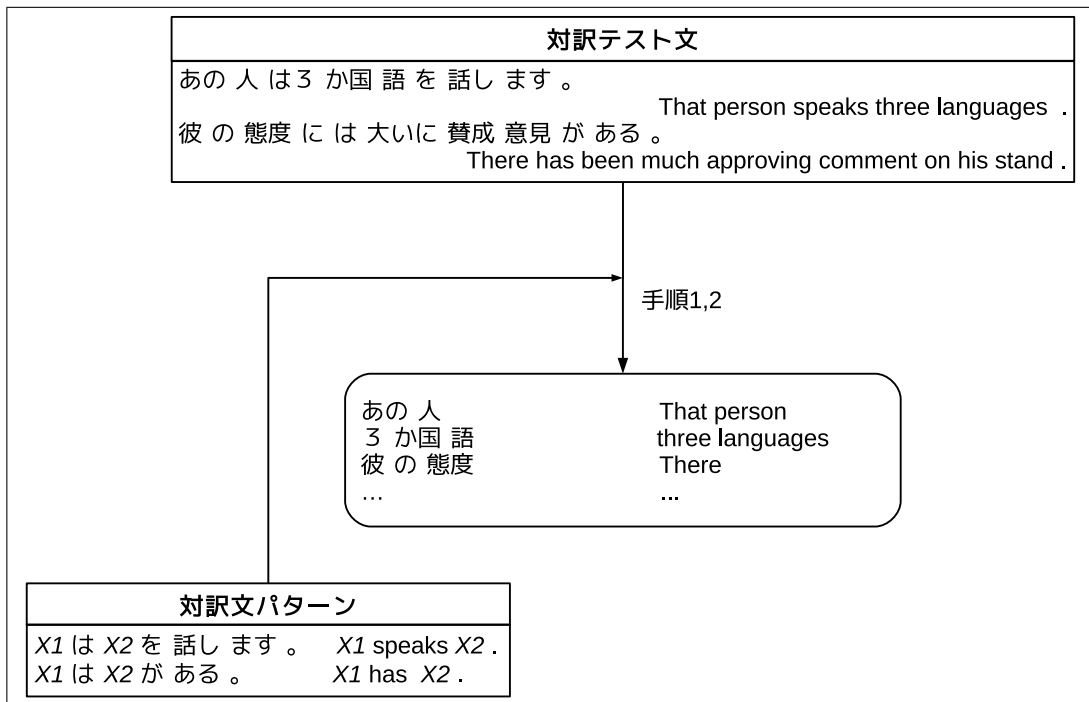 対訳テスト文
あの 人 は３ か国 語 を 話し ます 。
That person speaks three languages .
彼 の 態度 に は 大いに 賛成 意見 が ある 。
There has been much approving comment on his stand .
手順1,2
あの 人 That person
３ か国 語 three languages
彼 の 態度 There
... ...
対訳文パターン
X1 は X2 を 話し ます 。 X1 speaks X2 .
X1 は X2 が ある 。 X1 has X2 .